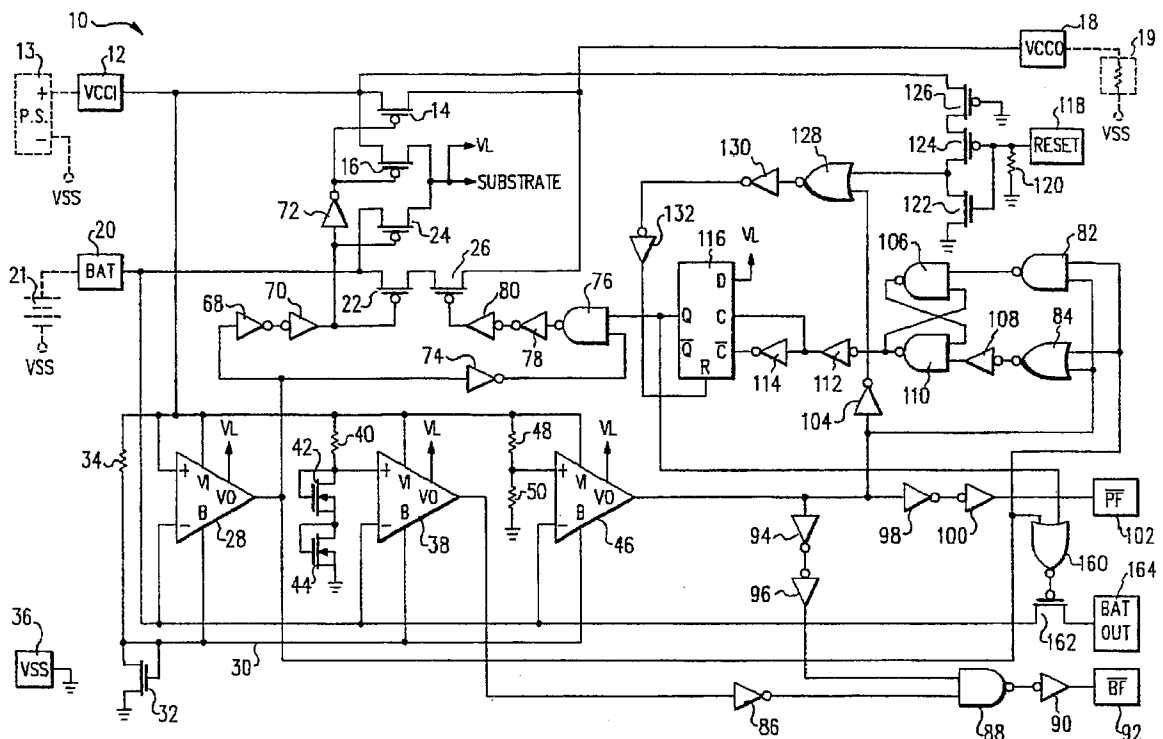 10
13
12
VCCI
+
P.S.
-
VSS
18
VCCO
19
VSS
14
16
VL
SUBSTRATE
72
24
126
124
118
RESET
120
122
130
128
132
20
BAT
21
VSS
22
26
68
70
80
78
76
74
116
VL
D
Q
C
Q
C
R
114
112
106
82
108
84
110
104
34
VL
+
VI
VO
B
-
28
40
42
44
VL
+
VI
VO
B
-
38
48
50
VL
+
VI
VO
B
-
46
98
100
PF
102
94
96
160
164
BAT
OUT
162
36
VSS
32
30
86
88
90
BF
92